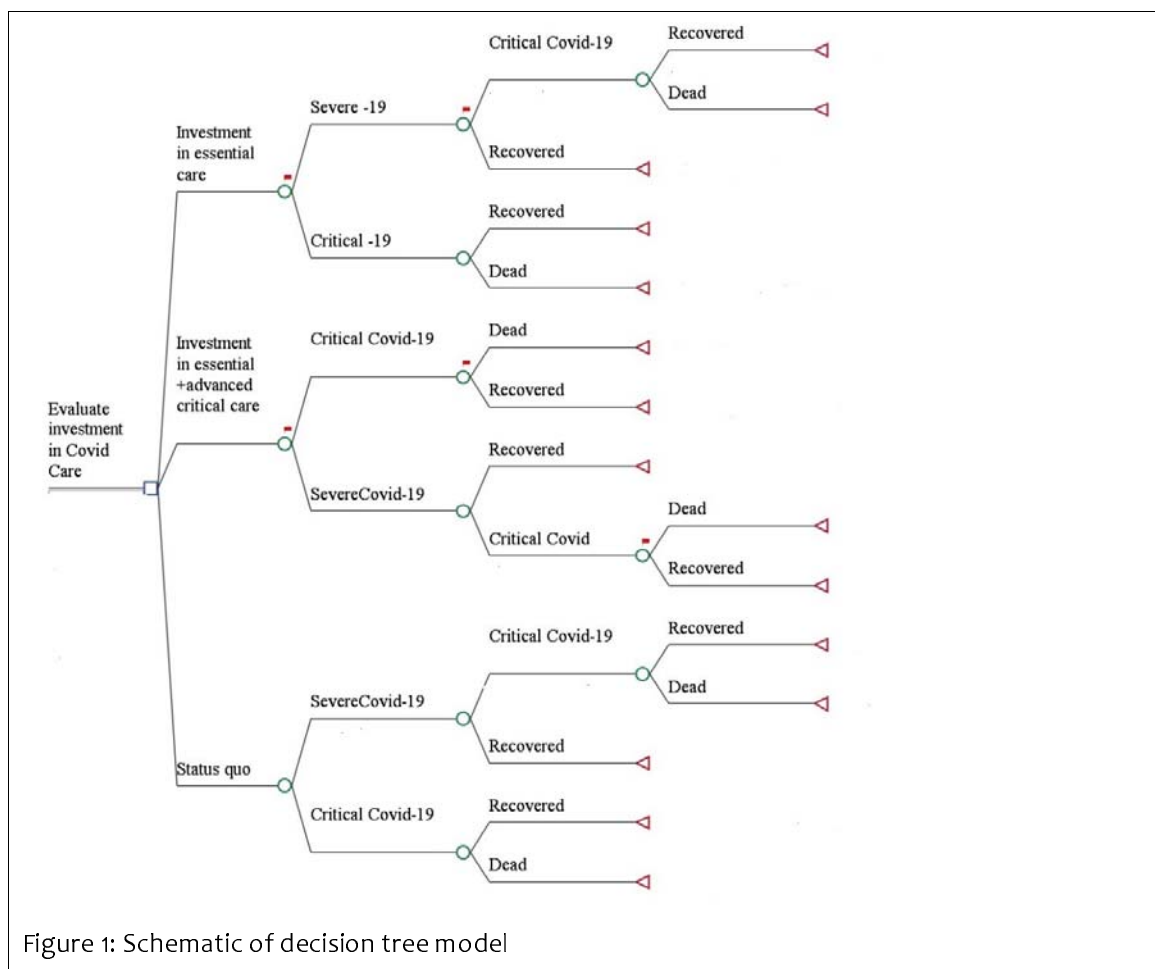 Critical Covid-19
Recovered
Dead
Severe -19
Recovered
Investment
in essential
care
Recovered
Critical -19
Dead
Critical Covid-19
Dead
Investment
in essential
+advanced
critical care
Recovered
Evaluate
investment
in Covid
Care
Recovered
SevereCovid-19
Dead
Critical Covid
Recovered
Critical Covid-19
Recovered
Dead
SevereCovid-19
Recovered
Status quo
Critical Covid-19
Recovered
Dead
Figure 1: Schematic of decision tree model